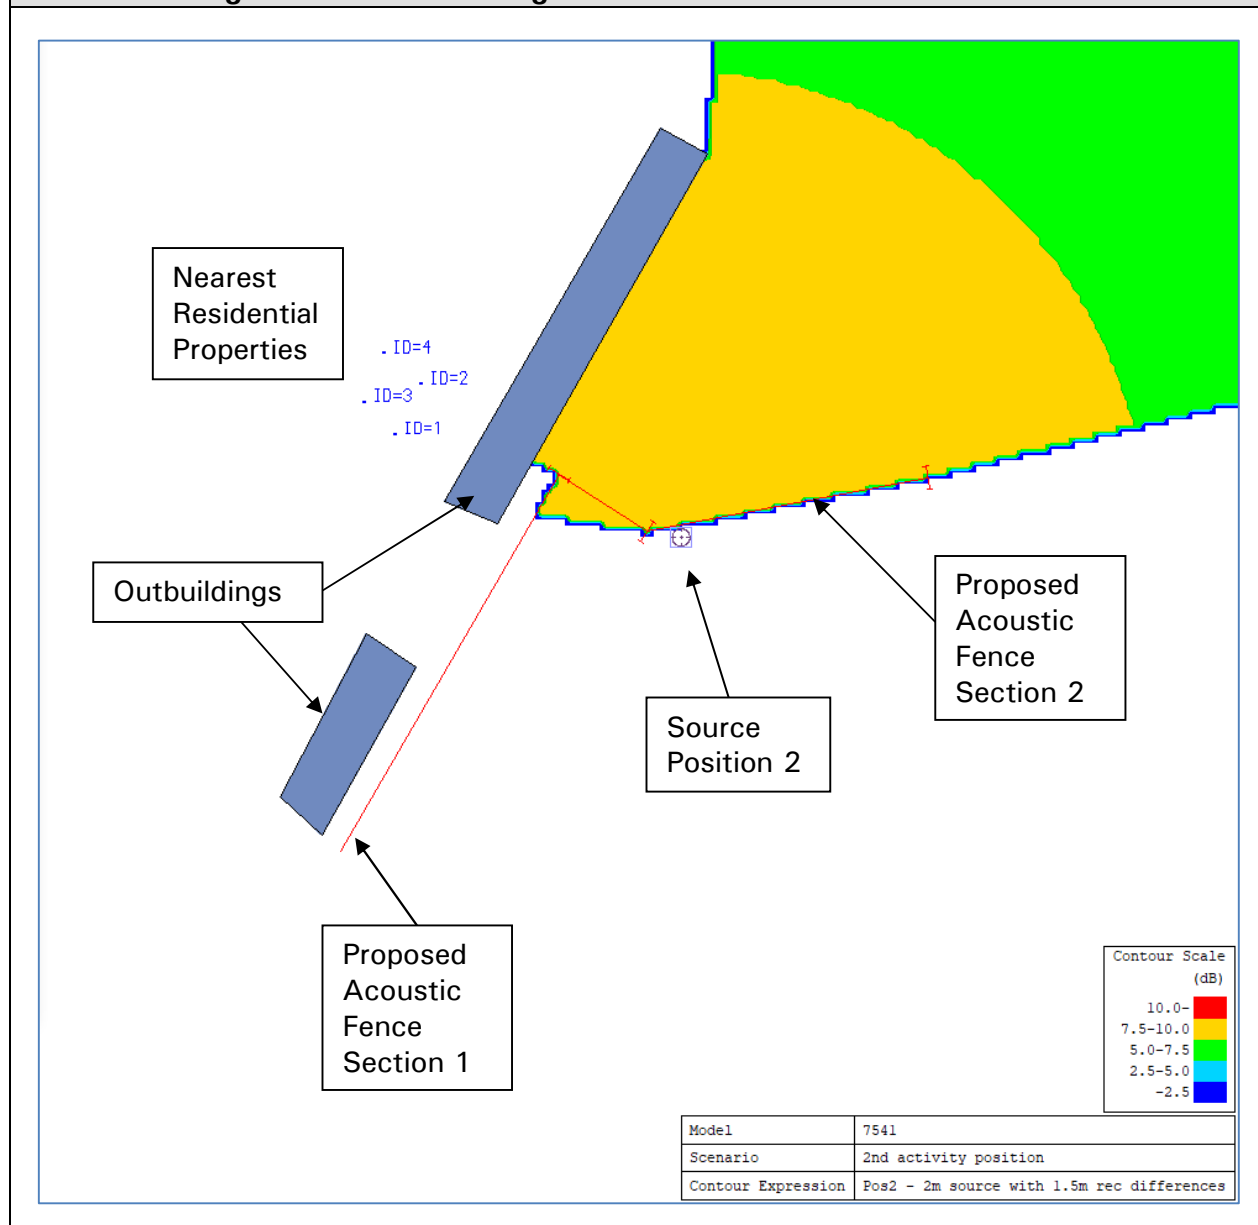 Nearest
Residential
Properties
. ID=4
. ID=2
. ID=3
. ID=1
Outbuildings
Proposed
Acoustic
Fence
Section 2
Source
Position 2
Proposed
Acoustic
Fence
Section 1
Contour Scale
(dB)
10.0-
7.5-10.0
5.0-7.5
2.5-5.0
-2.5
Model 7541
Scenario 2nd activity position
Contour Expression Pos2 - 2m source with 1.5m rec differences